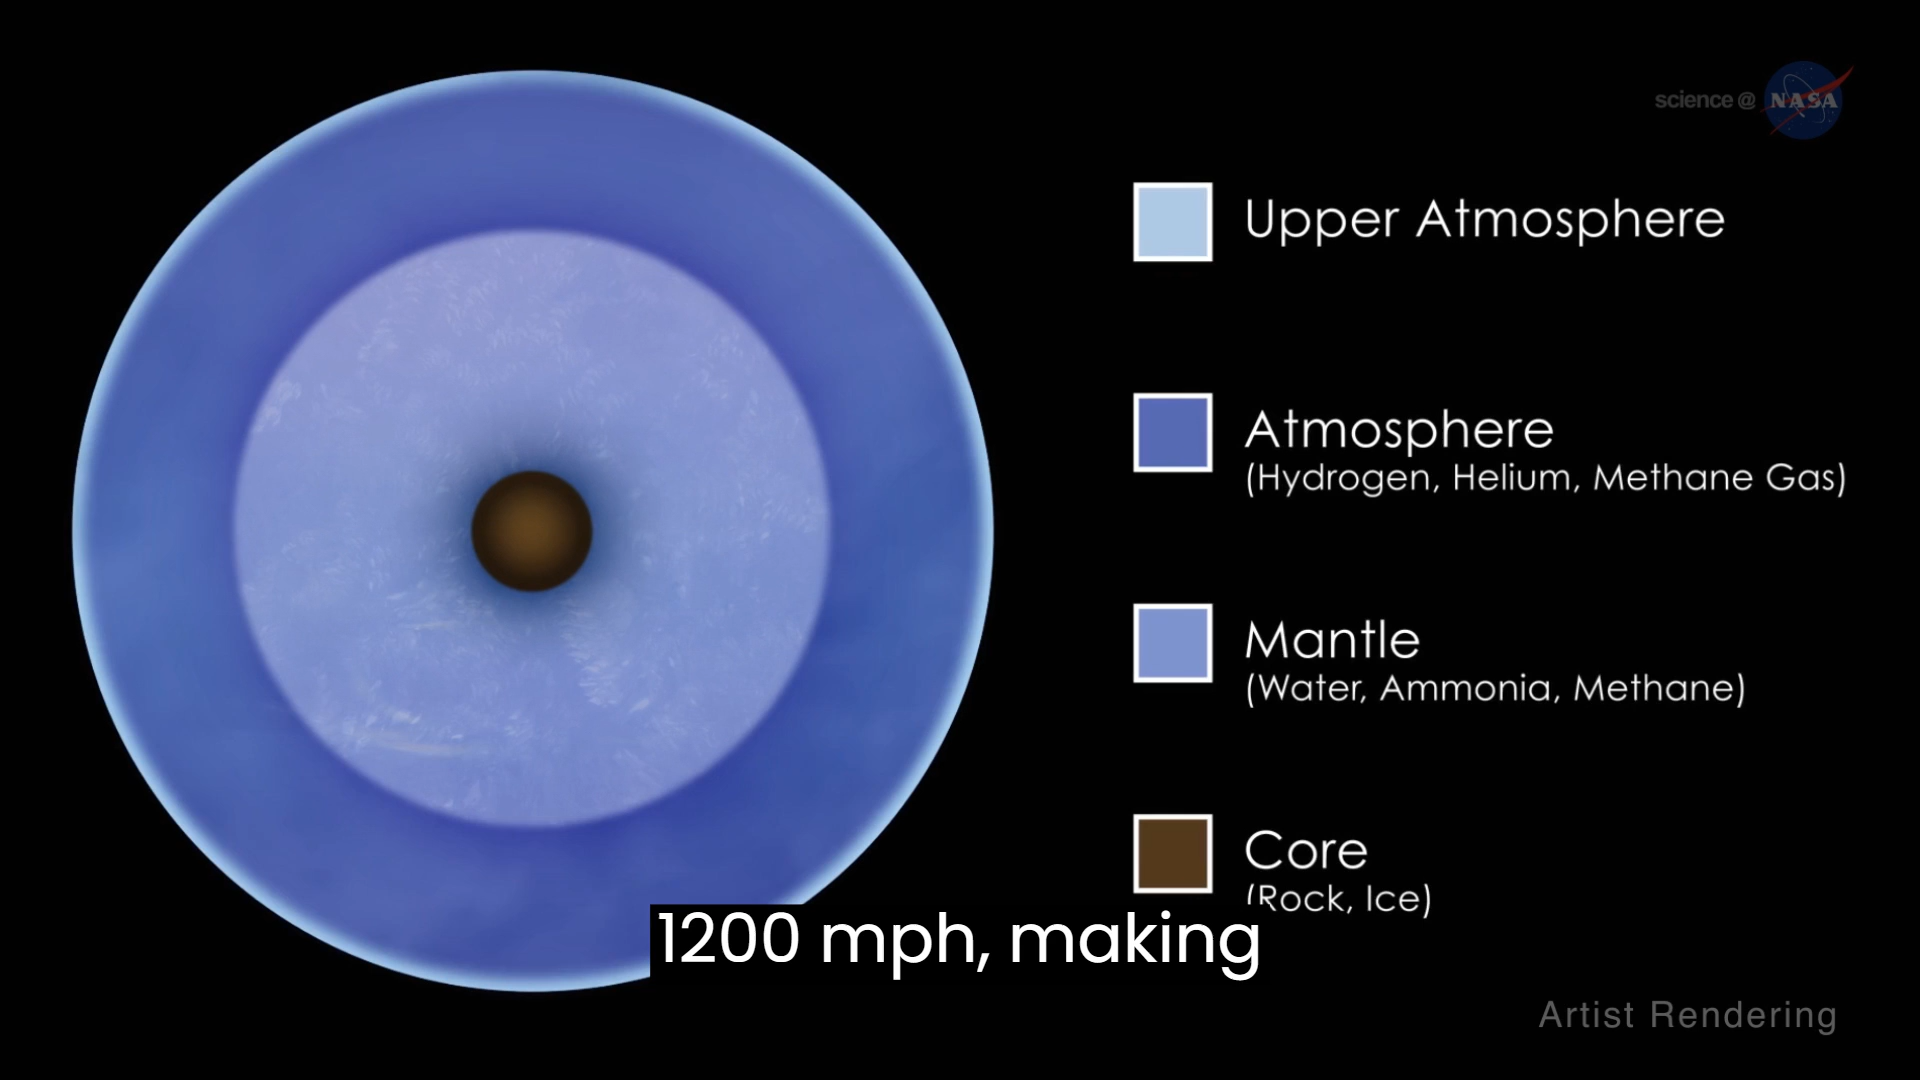 science @ NASA
Upper Atmosphere
Atmosphere
(Hydrogen, Helium, Methane Gas)
Mantle
(Water, Ammonia, Methane)
Core
(Rock, Ice)
1200 mph, making
Artist Rendering